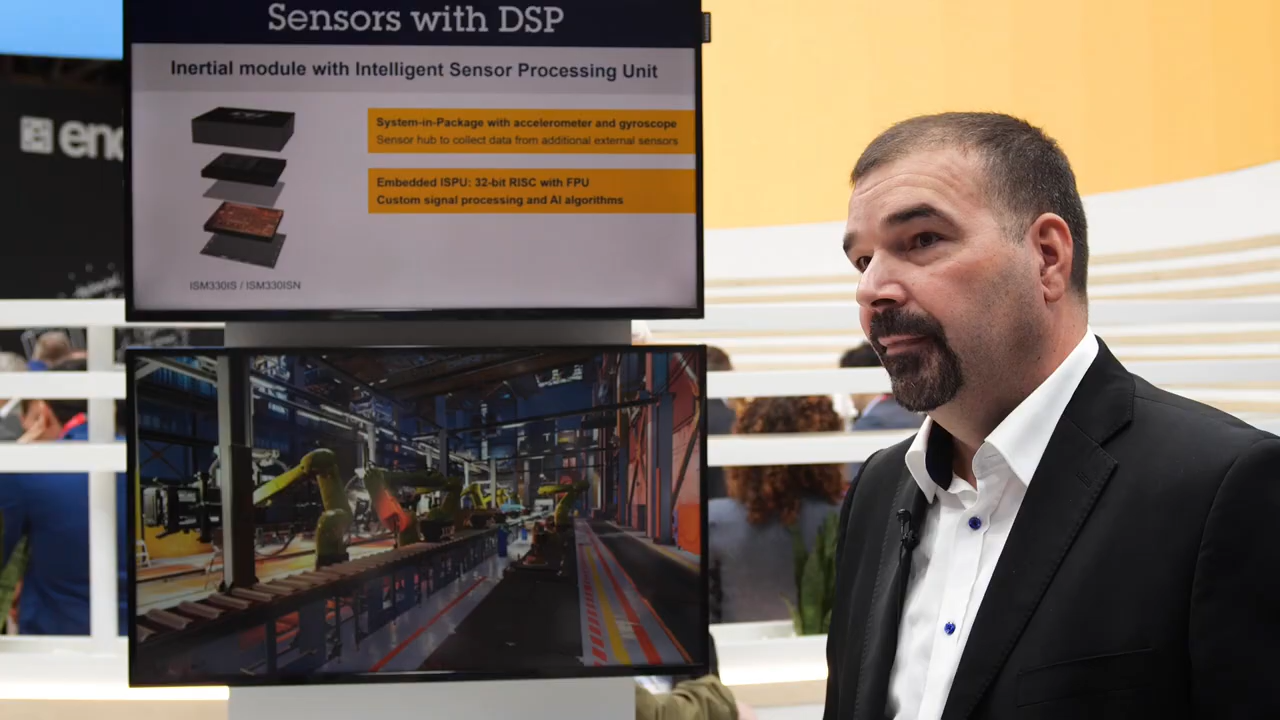 Sensors with DSP
Inertial module with Intelligent Sensor Processing Unit
System-in-Package with accelerometer and gyroscope
Sensor hub to collect data from additional external sensors
Embedded ISPU: 32-bit RISC with FPU
Custom signal processing and AI algorithms
ISM330IS / ISM330ISN
enc